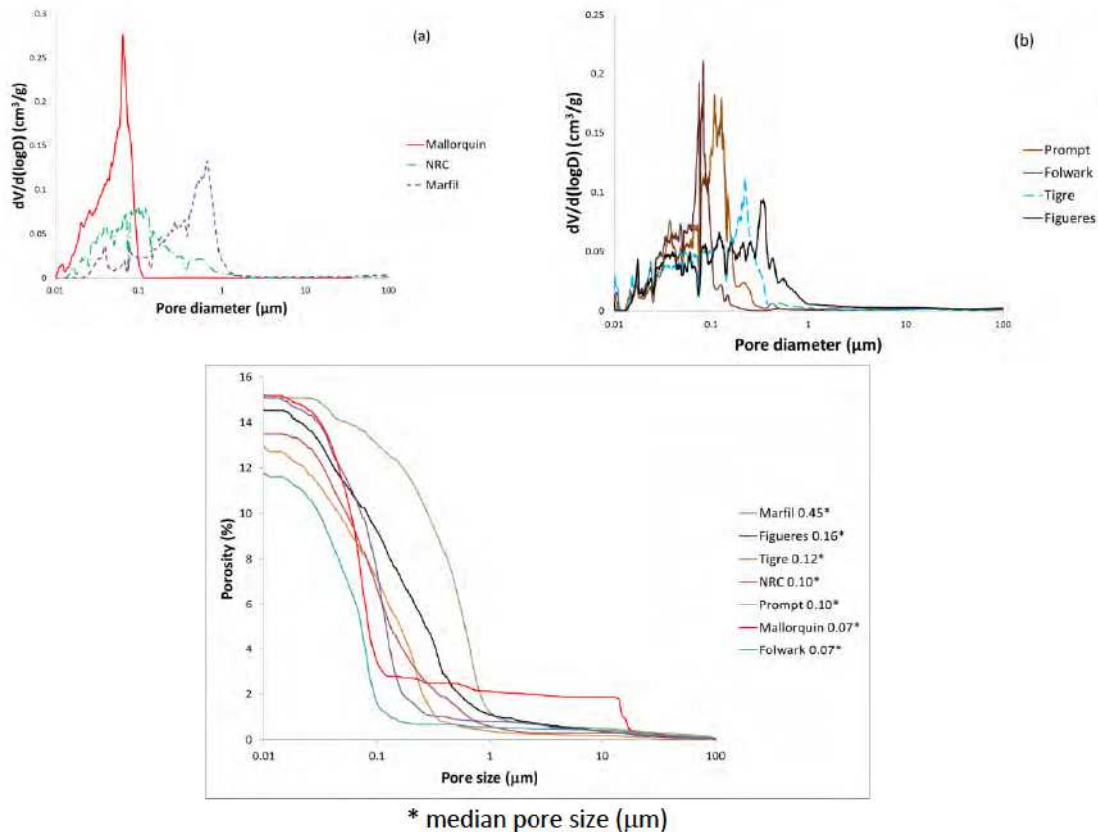 (a)
dV/d(logD) (cm³/g)
0.3
0.25
0.2
0.15
0.1
0.05
0
0.01
0.1
1
10
100
Pore diameter (μm)
Mallorquin
NRC
Marfil
(b)
dV/d(logD) (cm³/g)
0.25
0.2
0.15
0.1
0.05
0
0.01
0.1
1
10
100
Pore diameter (μm)
Prompt
Folwark
Tigre
Figueres
Porosity (%)
16
14
12
10
8
6
4
2
0
0.01
0.1
1
10
100
Pore size (μm)
Marfil 0.45*
Figueres 0.16*
Tigre 0.12*
NRC 0.10*
Prompt 0.10*
Mallorquin 0.07*
Folwark 0.07*
* median pore size (μm)